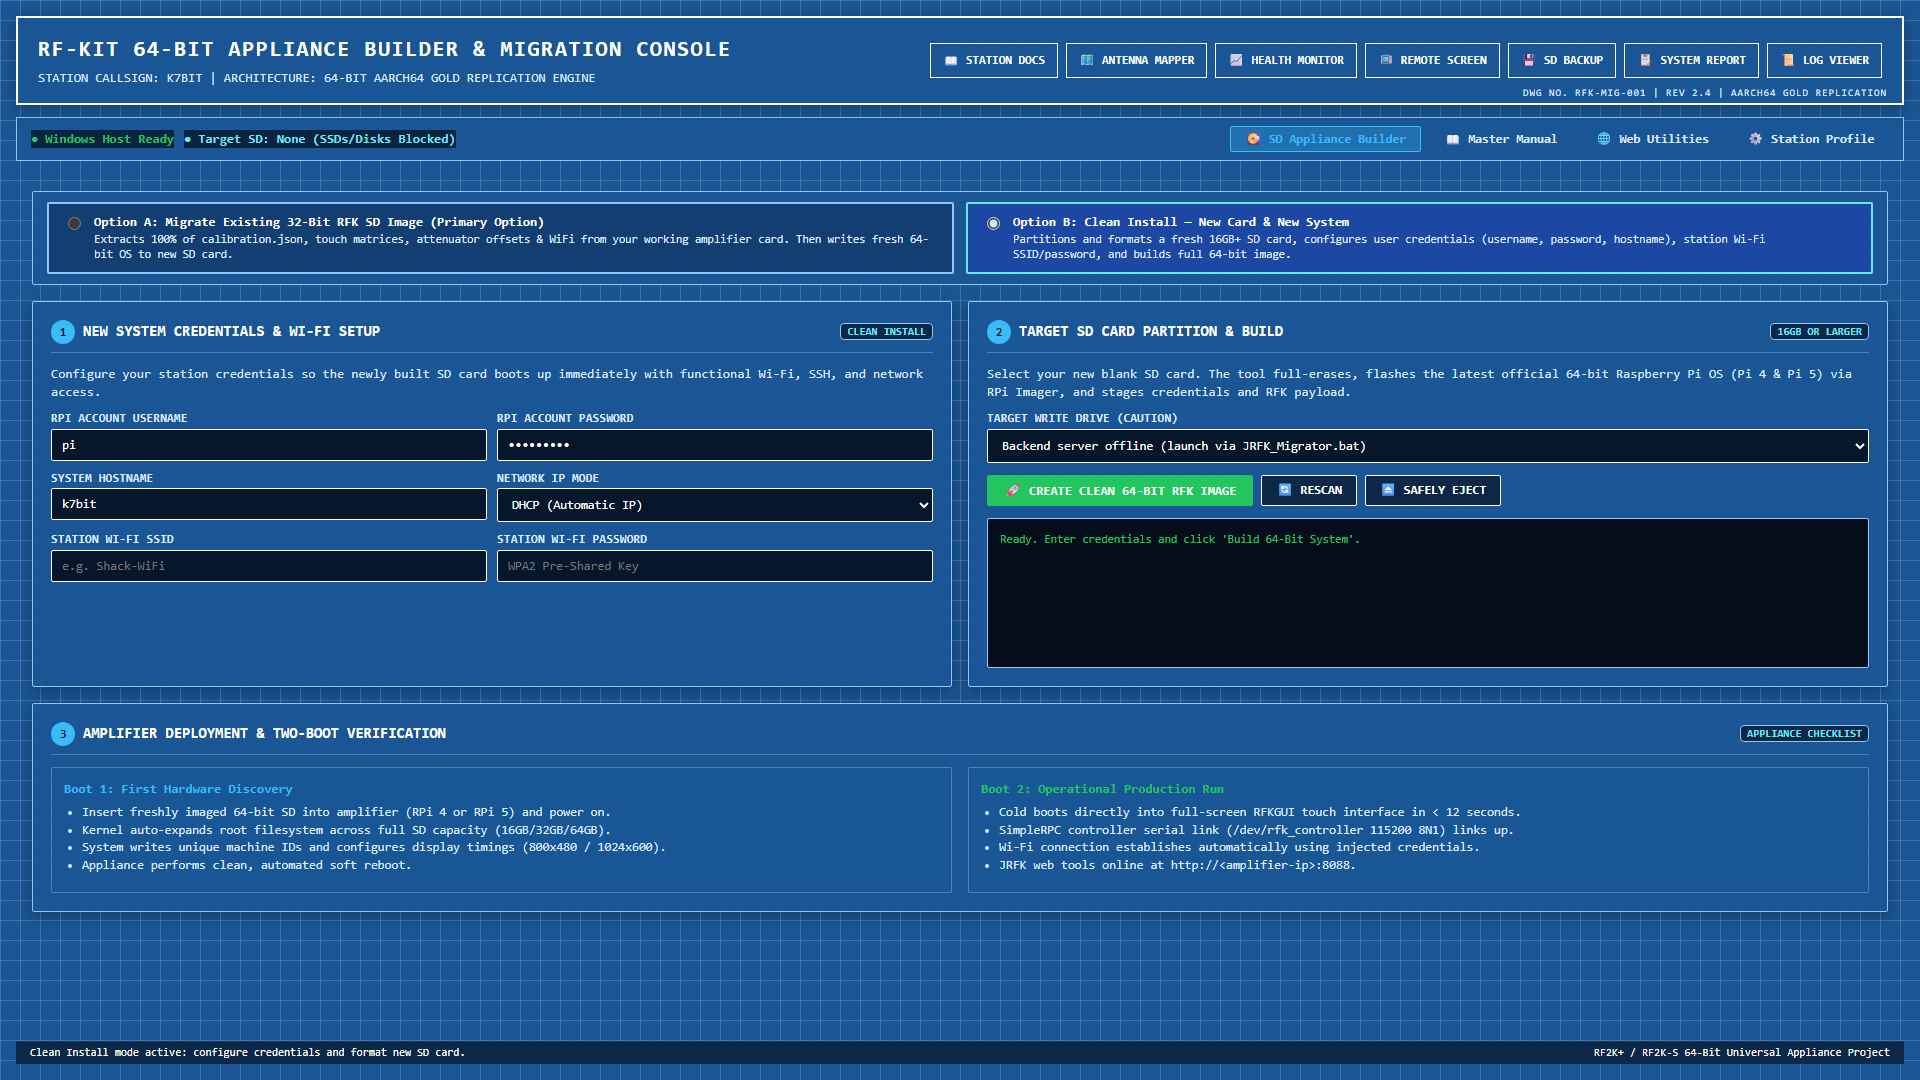 RF-KIT 64-BIT APPLIANCE BUILDER & MIGRATION CONSOLE
STATION CALLSIGN: K7BIT | ARCHITECTURE: 64-BIT AARCH64 GOLD REPLICATION ENGINE
STATION DOCS
ANTENNA MAPPER
HEALTH MONITOR
REMOTE SCREEN
SD BACKUP
SYSTEM REPORT
LOG VIEWER
DWG NO. RFK-MIG-001 | REV 2.4 | AARCH64 GOLD REPLICATION
● Windows Host Ready
● Target SD: None (SSDs/Disks Blocked)
SD Appliance Builder
Master Manual
Web Utilities
Station Profile
Option A: Migrate Existing 32-Bit RFK SD Image (Primary Option)
Extracts 100% of calibration.json, touch matrices, attenuator offsets & WiFi from your working amplifier card. Then writes fresh 64-
bit OS to new SD card.
Option B: Clean Install — New Card & New System
Partitions and formats a fresh 16GB+ SD card, configures user credentials (username, password, hostname), station Wi-Fi
SSID/password, and builds full 64-bit image.
1 NEW SYSTEM CREDENTIALS & WI-FI SETUP
CLEAN INSTALL
Configure your station credentials so the newly built SD card boots up immediately with functional Wi-Fi, SSH, and network
access.
RPI ACCOUNT USERNAME
pi
RPI ACCOUNT PASSWORD
•••••••••
SYSTEM HOSTNAME
k7bit
NETWORK IP MODE
DHCP (Automatic IP)
STATION WI-FI SSID
e.g. Shack-WiFi
STATION WI-FI PASSWORD
WPA2 Pre-Shared Key
2 TARGET SD CARD PARTITION & BUILD
16GB OR LARGER
Select your new blank SD card. The tool full-erases, flashes the latest official 64-bit Raspberry Pi OS (Pi 4 & Pi 5) via
RPi Imager, and stages credentials and RFK payload.
TARGET WRITE DRIVE (CAUTION)
Backend server offline (launch via JRFK_Migrator.bat)
CREATE CLEAN 64-BIT RFK IMAGE
RESCAN
SAFELY EJECT
Ready. Enter credentials and click 'Build 64-Bit System'.
3 AMPLIFIER DEPLOYMENT & TWO-BOOT VERIFICATION
APPLIANCE CHECKLIST
Boot 1: First Hardware Discovery
• Insert freshly imaged 64-bit SD into amplifier (RPi 4 or RPi 5) and power on.
• Kernel auto-expands root filesystem across full SD capacity (16GB/32GB/64GB).
• System writes unique machine IDs and configures display timings (800x480 / 1024x600).
• Appliance performs clean, automated soft reboot.
Boot 2: Operational Production Run
• Cold boots directly into full-screen RFKGUI touch interface in < 12 seconds.
• SimpleRPC controller serial link (/dev/rfk_controller 115200 8N1) links up.
• Wi-Fi connection establishes automatically using injected credentials.
• JRFK web tools online at http://<amplifier-ip>:8088.
Clean Install mode active: configure credentials and format new SD card.
RF2K+ / RF2K-S 64-Bit Universal Appliance Project